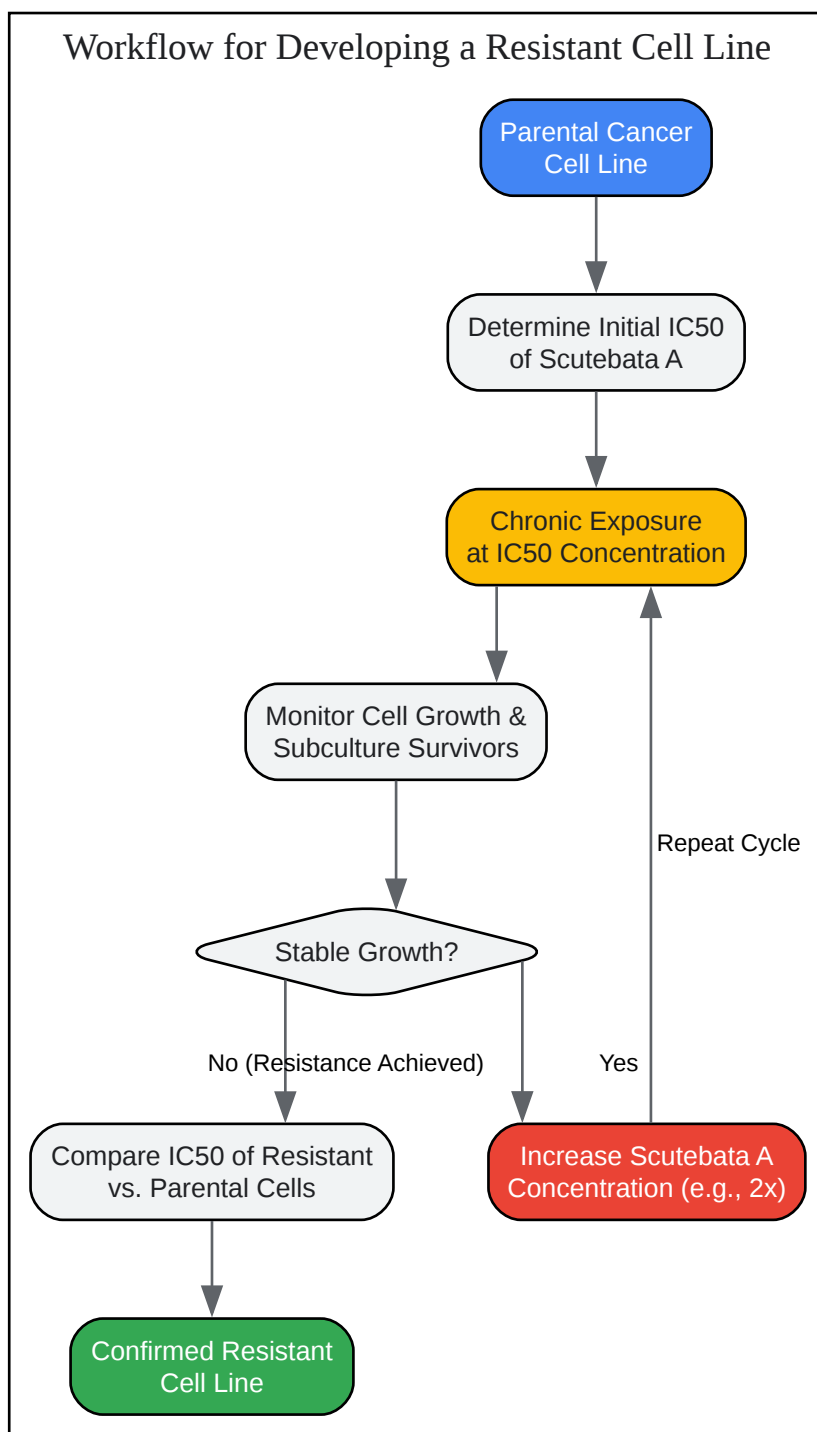 Workflow for Developing a Resistant Cell Line
Parental Cancer
Cell Line
Determine Initial IC50
of Scutebata A
Chronic Exposure
at IC50 Concentration
Monitor Cell Growth &
Subculture Survivors
Repeat Cycle
Stable Growth?
No (Resistance Achieved)
Yes
Compare IC50 of Resistant
vs. Parental Cells
Increase Scutebata A
Concentration (e.g., 2x)
Confirmed Resistant
Cell Line